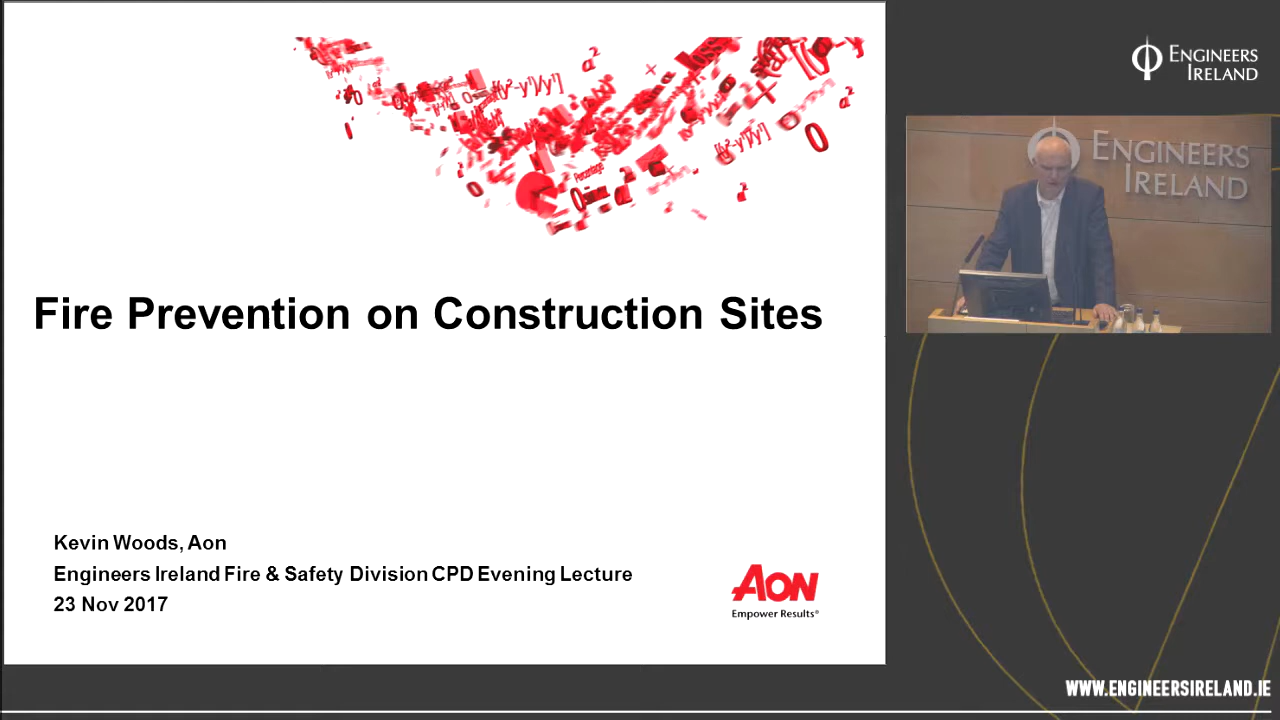 Fire Prevention on Construction Sites
Kevin Woods, Aon
Engineers Ireland Fire & Safety Division CPD Evening Lecture
23 Nov 2017
AON
Empower Results®
Percentage
ENGINEERS
IRELAND
ENGINEERS
IRELAND
WWW.ENGINEERSIRELAND.IE